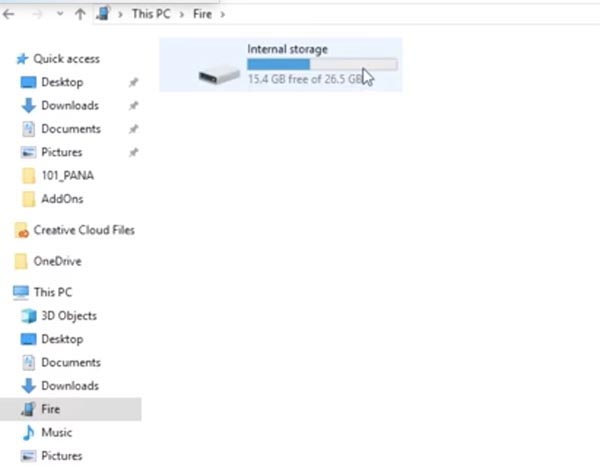 This PC > Fire >
Internal storage
15.4 GB free of 26.5 GB
Quick access
Desktop
Downloads
Documents
Pictures
101_PANA
AddOns
Creative Cloud Files
OneDrive
This PC
3D Objects
Desktop
Documents
Downloads
Fire
Music
Pictures